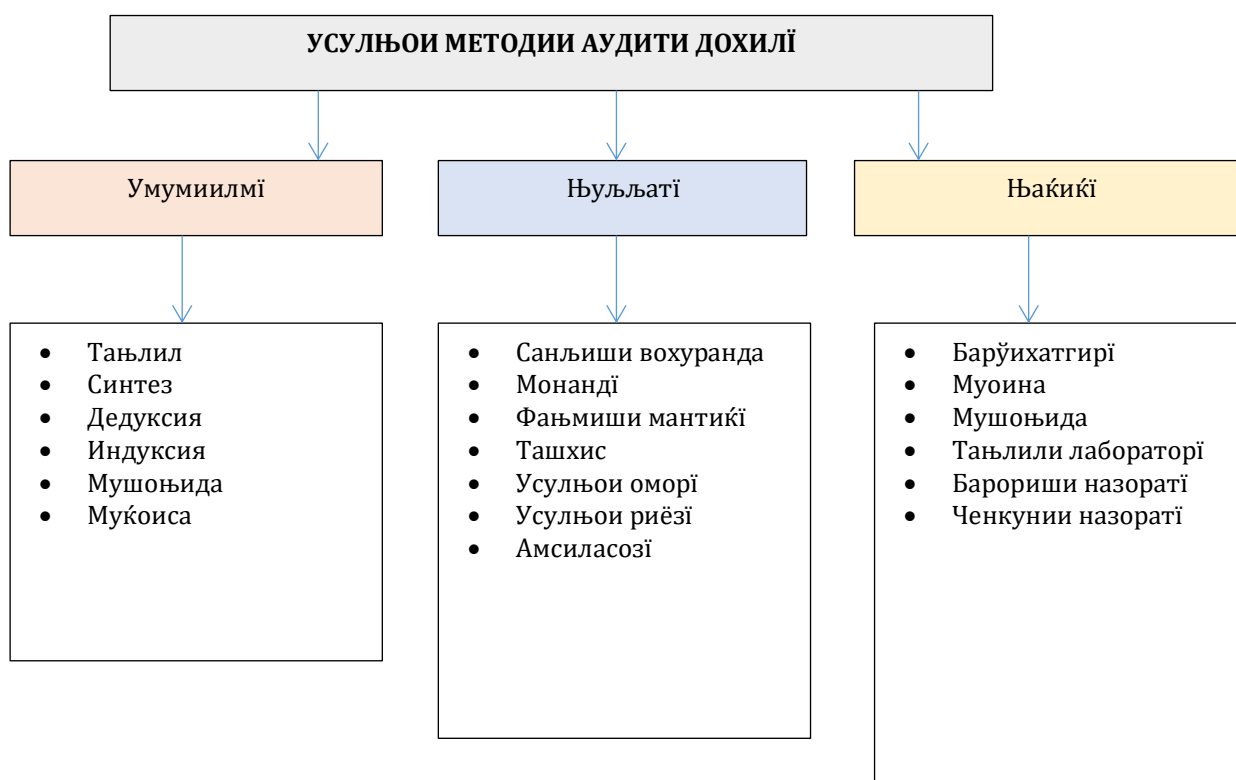 УСУЛЊОИ МЕТОДИИ АУДИТИ ДОХИЛЇ
Умумиилмї
Њуљљатї
Њаќиќї
• Тањлил
• Синтез
• Дедуксия
• Индуксия
• Мушоњида
• Муќоиса
• Санљиши вохуранда
• Монандї
• Фањмиши мантиќї
• Ташхис
• Усулњои оморї
• Усулњои риёзї
• Амсиласозї
• Барўихатгирї
• Муоина
• Мушоњида
• Тањлили лабораторї
• Барориши назоратї
• Ченкунии назоратї